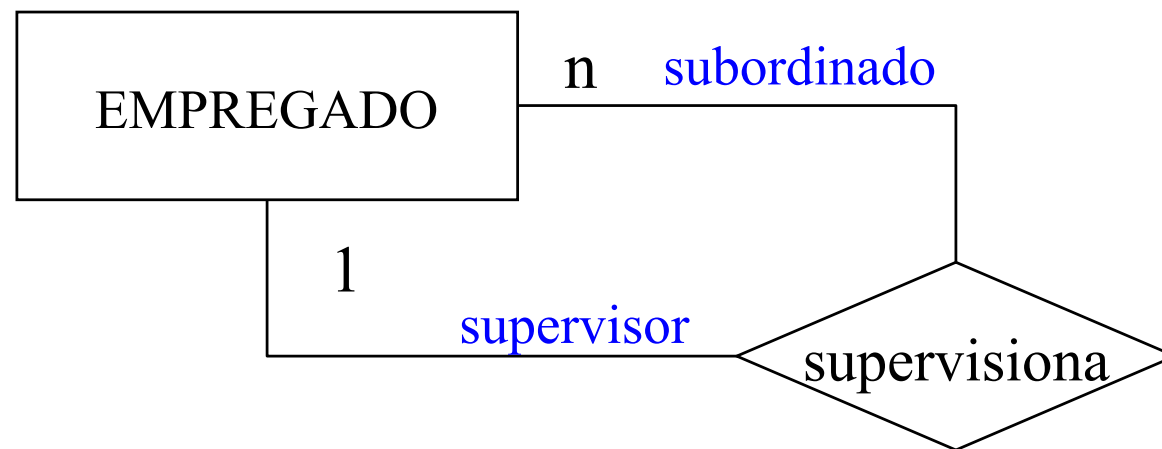 n
subordinado
EMPREGADO
1
supervisor
supervisiona